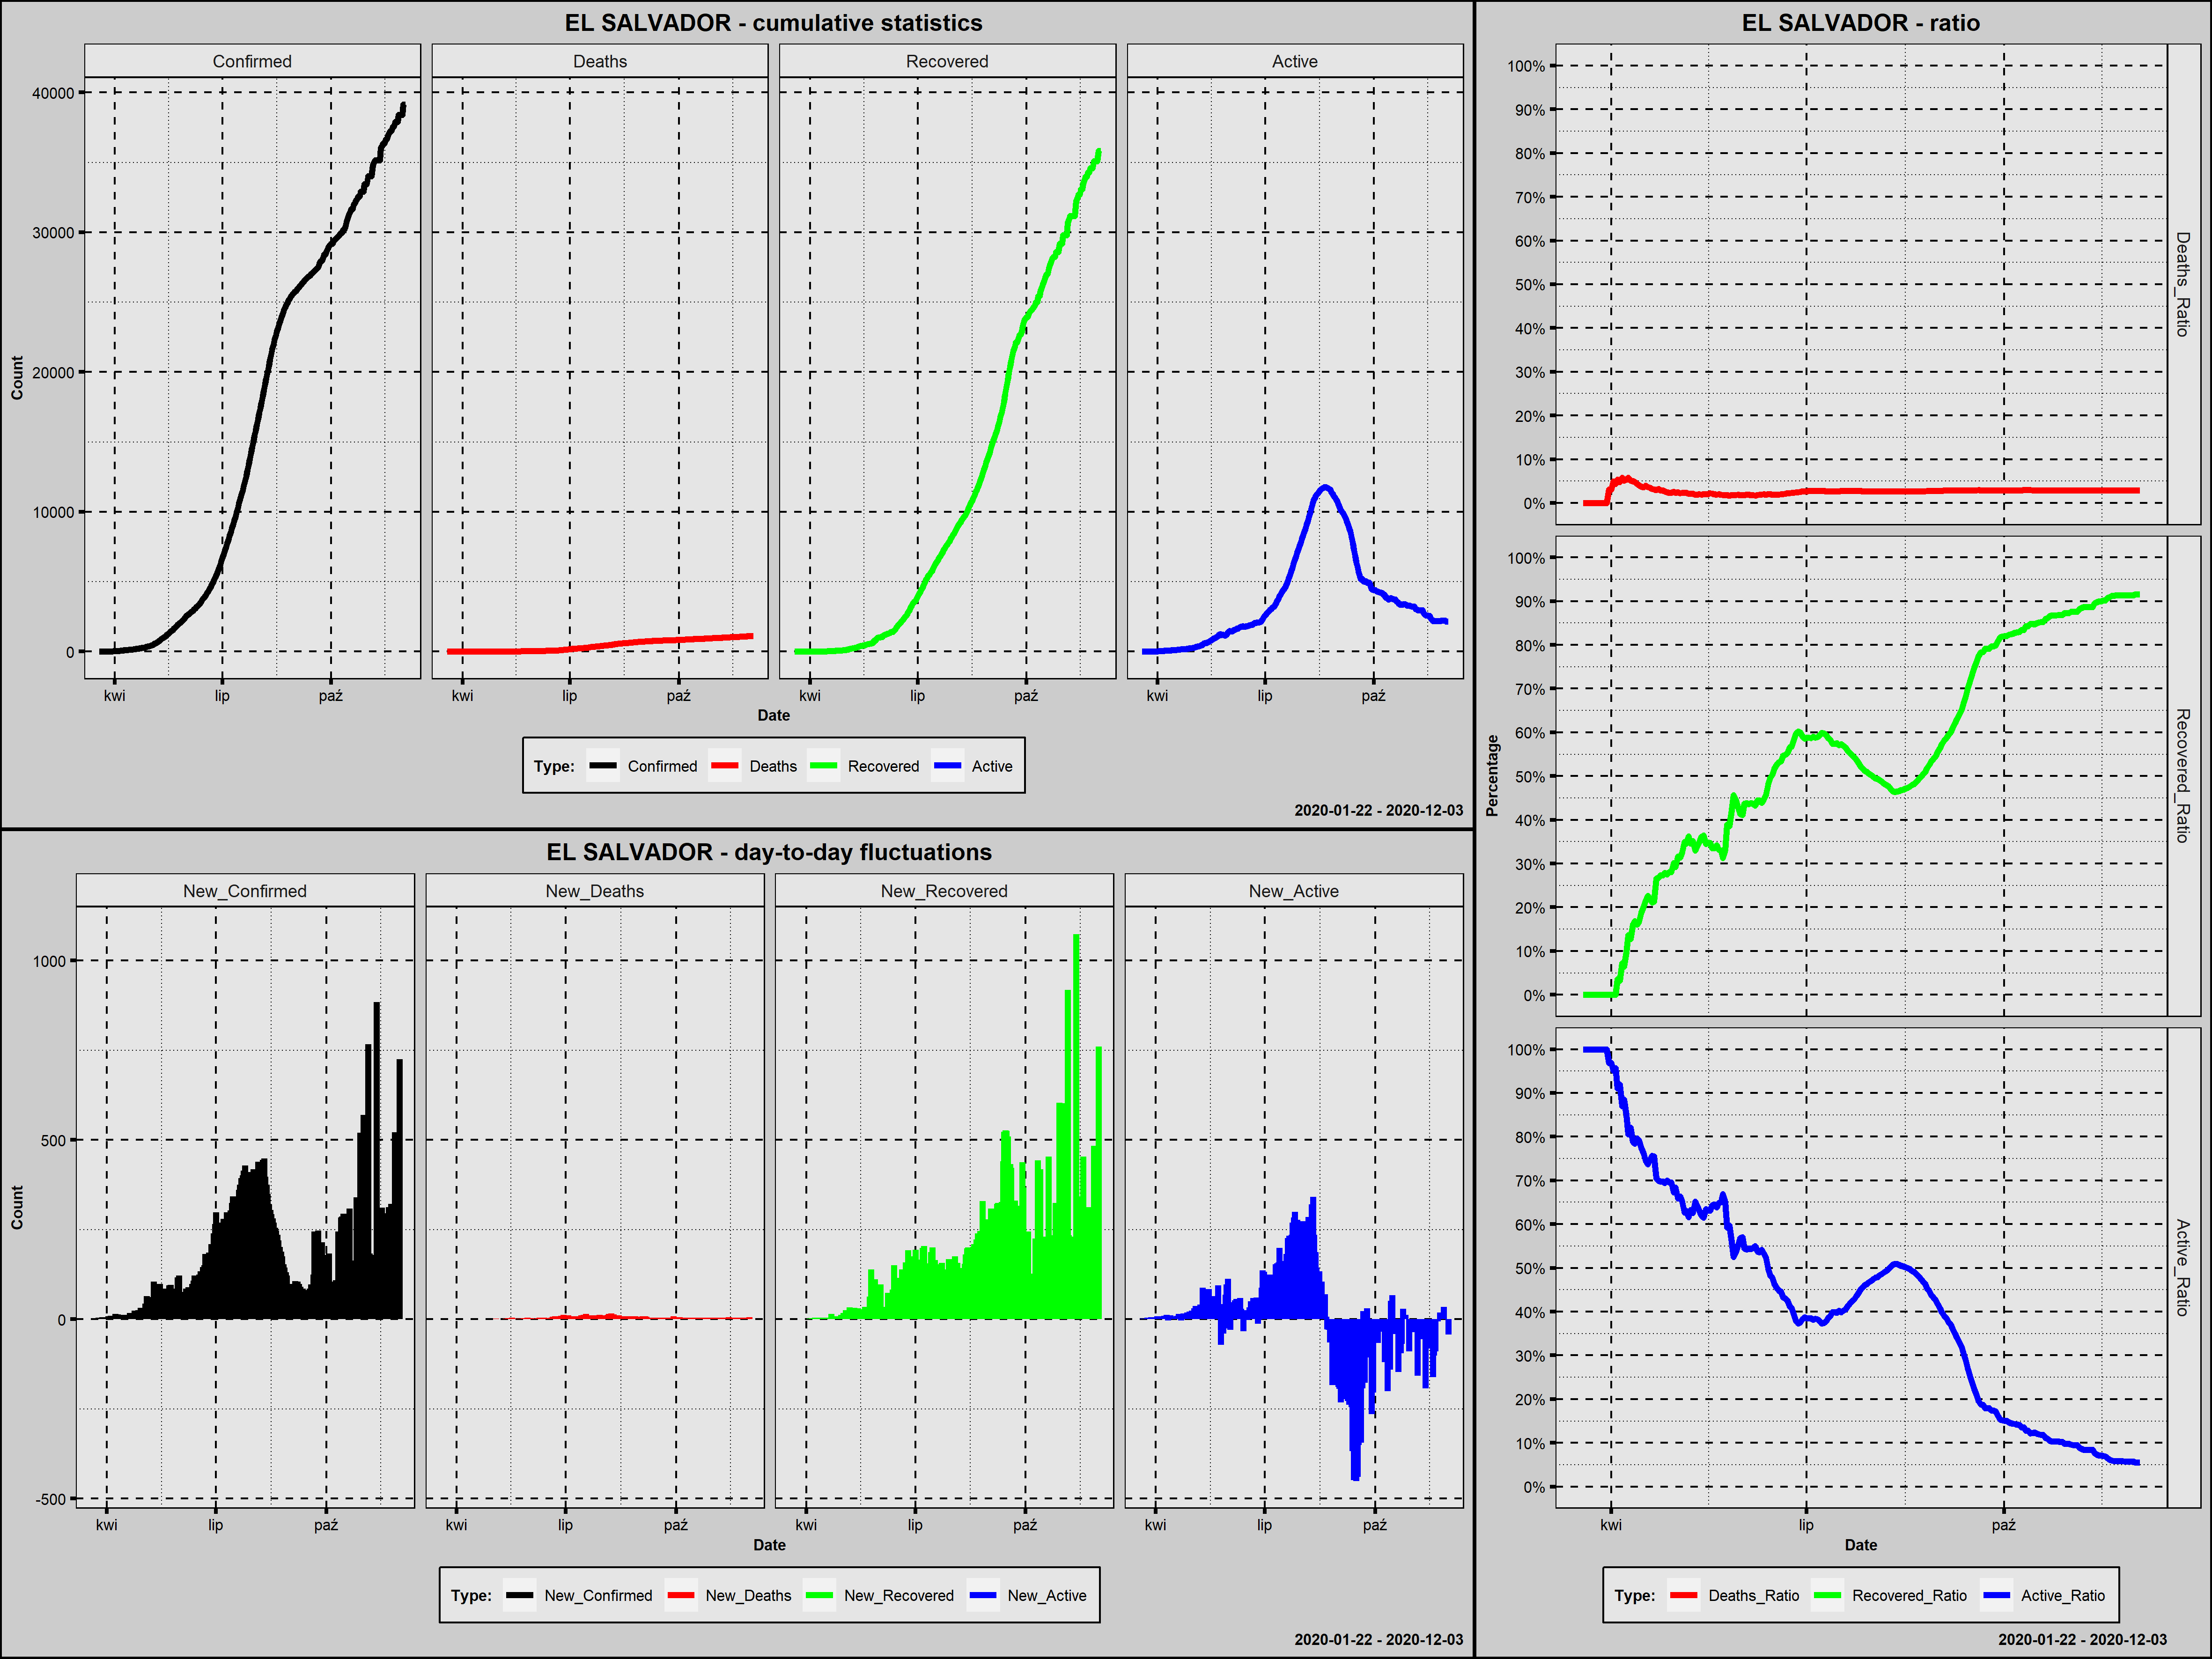 EL SALVADOR - cumulative statistics
Confirmed Deaths Recovered Active
Count
40000
30000
20000
10000
0
kwi lip paź kwi lip paź kwi lip paź kwi lip paź
Date
Type: Confirmed Deaths Recovered Active
2020-01-22 - 2020-12-03
EL SALVADOR - day-to-day fluctuations
New_Confirmed New_Deaths New_Recovered New_Active
Count
1000
500
0
-500
kwi lip paź kwi lip paź kwi lip paź kwi lip paź
Date
Type: New_Confirmed New_Deaths New_Recovered New_Active
2020-01-22 - 2020-12-03
EL SALVADOR - ratio
Percentage
100%
90%
80%
70%
60%
50%
40%
30%
20%
10%
0%
Deaths_Ratio
100%
90%
80%
70%
60%
50%
40%
30%
20%
10%
0%
Recovered_Ratio
100%
90%
80%
70%
60%
50%
40%
30%
20%
10%
0%
Active_Ratio
kwi lip paź
Date
Type: Deaths_Ratio Recovered_Ratio Active_Ratio
2020-01-22 - 2020-12-03